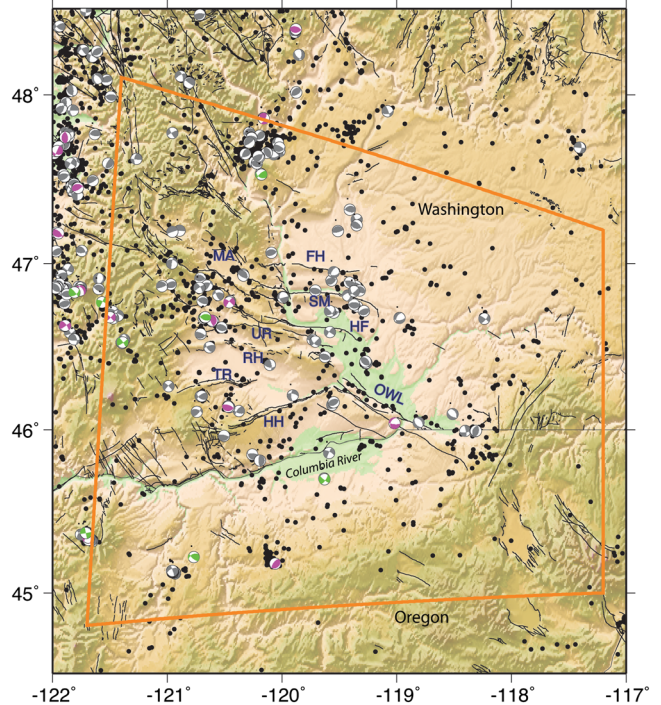 48°
Washington
47°
MA
FH
SM
HF
UR
RH
TR
OWL
HH
46°
Columbia River
45°
Oregon
-122° -121° -120° -119° -118° -117°